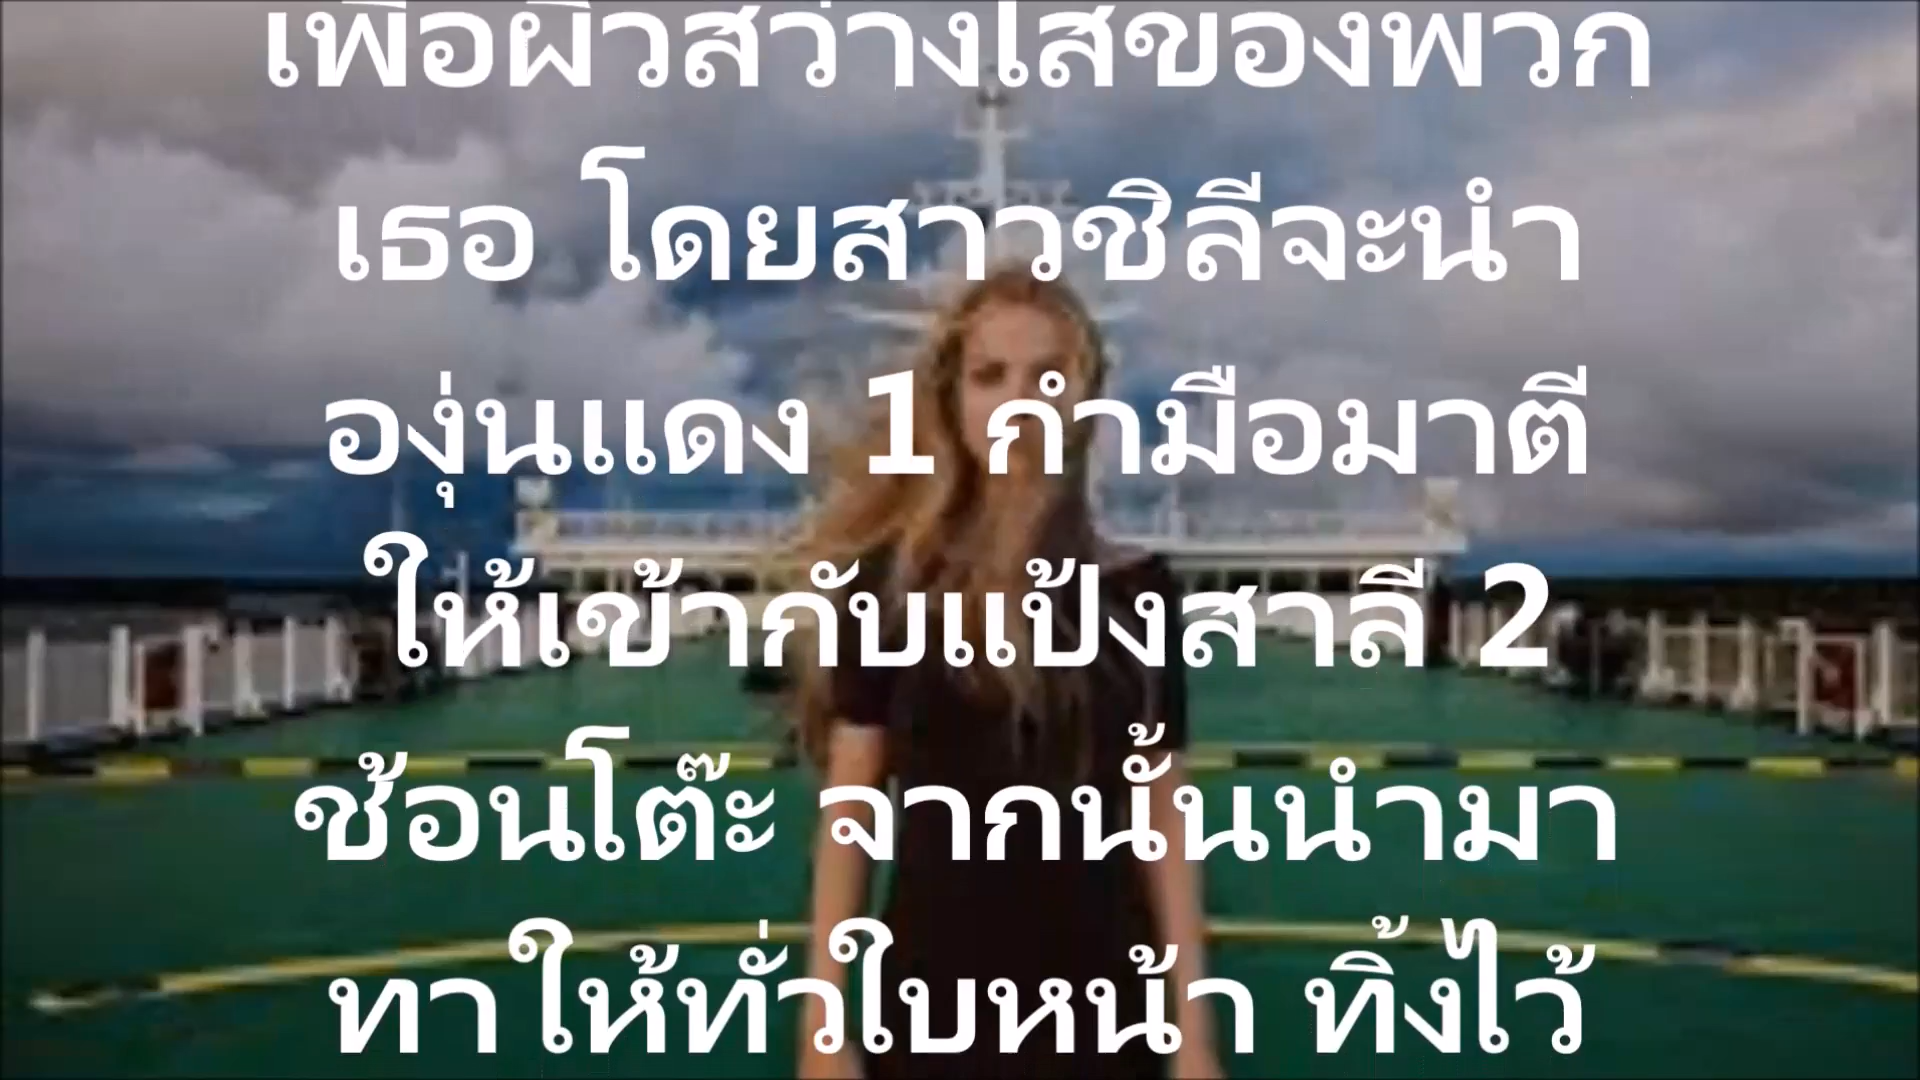 เพื่อผิวสว่างใสของพวก
เธอ โดยสาวชิลีจะนำ
องุ่นแดง 1 กำมือมาตี
ให้เข้ากับแป้งสาลี 2
ช้อนโต๊ะ จากนั้นนำมา
ทาให้ทั่วใบหน้า ทิ้งไว้